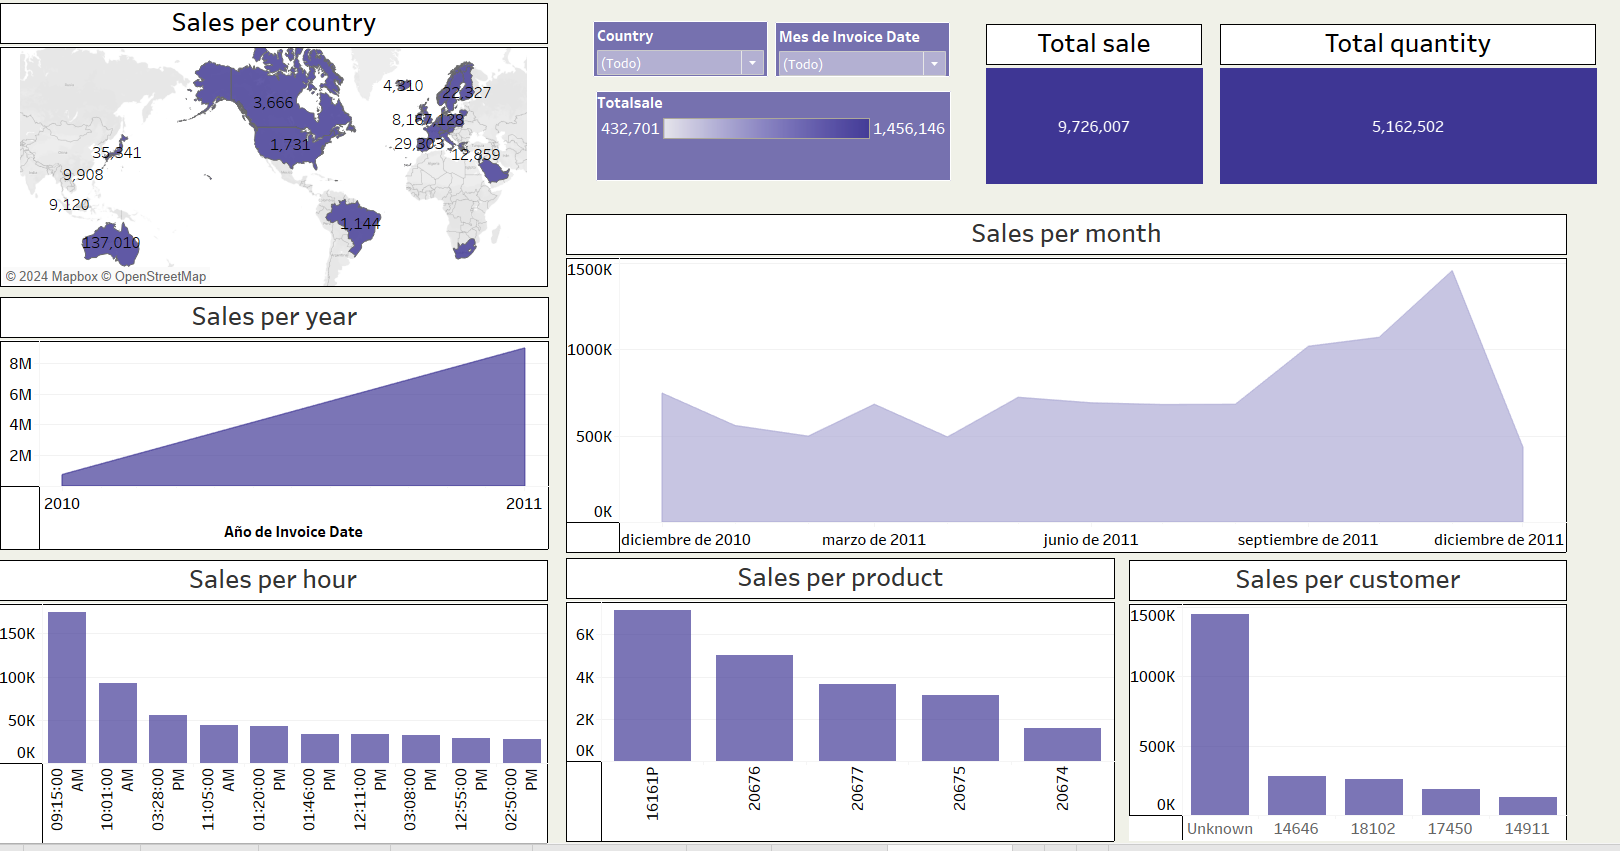 Sales per country
4,310
22,327
3,666
8,167,128
1,731
29,303
12,859
35,341
9,908
9,120
1,144
137,010
© 2024 Mapbox © OpenStreetMap
Country
(Todo)
Mes de Invoice Date
(Todo)
Totalsale
432,701
1,456,146
Total sale
9,726,007
Total quantity
5,162,502
Sales per year
8M
6M
4M
2M
2010
2011
Año de Invoice Date
Sales per month
1500K
1000K
500K
0K
diciembre de 2010
marzo de 2011
junio de 2011
septiembre de 2011
diciembre de 2011
Sales per hour
150K
100K
50K
0K
09:15:00 AM
10:01:00 AM
03:28:00 PM
11:05:00 AM
01:20:00 PM
01:46:00 PM
12:11:00 PM
03:08:00 PM
12:55:00 PM
02:50:00 PM
Sales per product
6K
4K
2K
0K
16161P
20676
20677
20675
20674
Sales per customer
1500K
1000K
500K
0K
Unknown
14646
18102
17450
14911